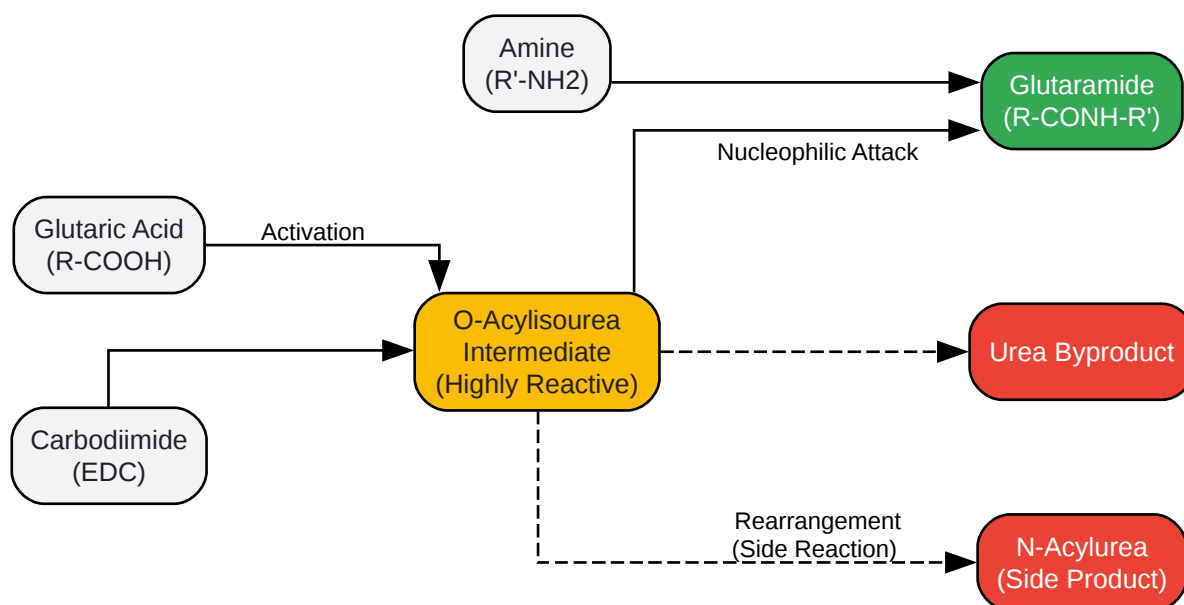 Amine
(R'-NH2)
Glutaramide
(R-CONH-R')
Nucleophilic Attack
Glutaric Acid
(R-COOH)
Activation
O-Acylisourea
Intermediate
(Highly Reactive)
Urea Byproduct
Carbodiimide
(EDC)
Rearrangement
(Side Reaction)
N-Acylurea
(Side Product)